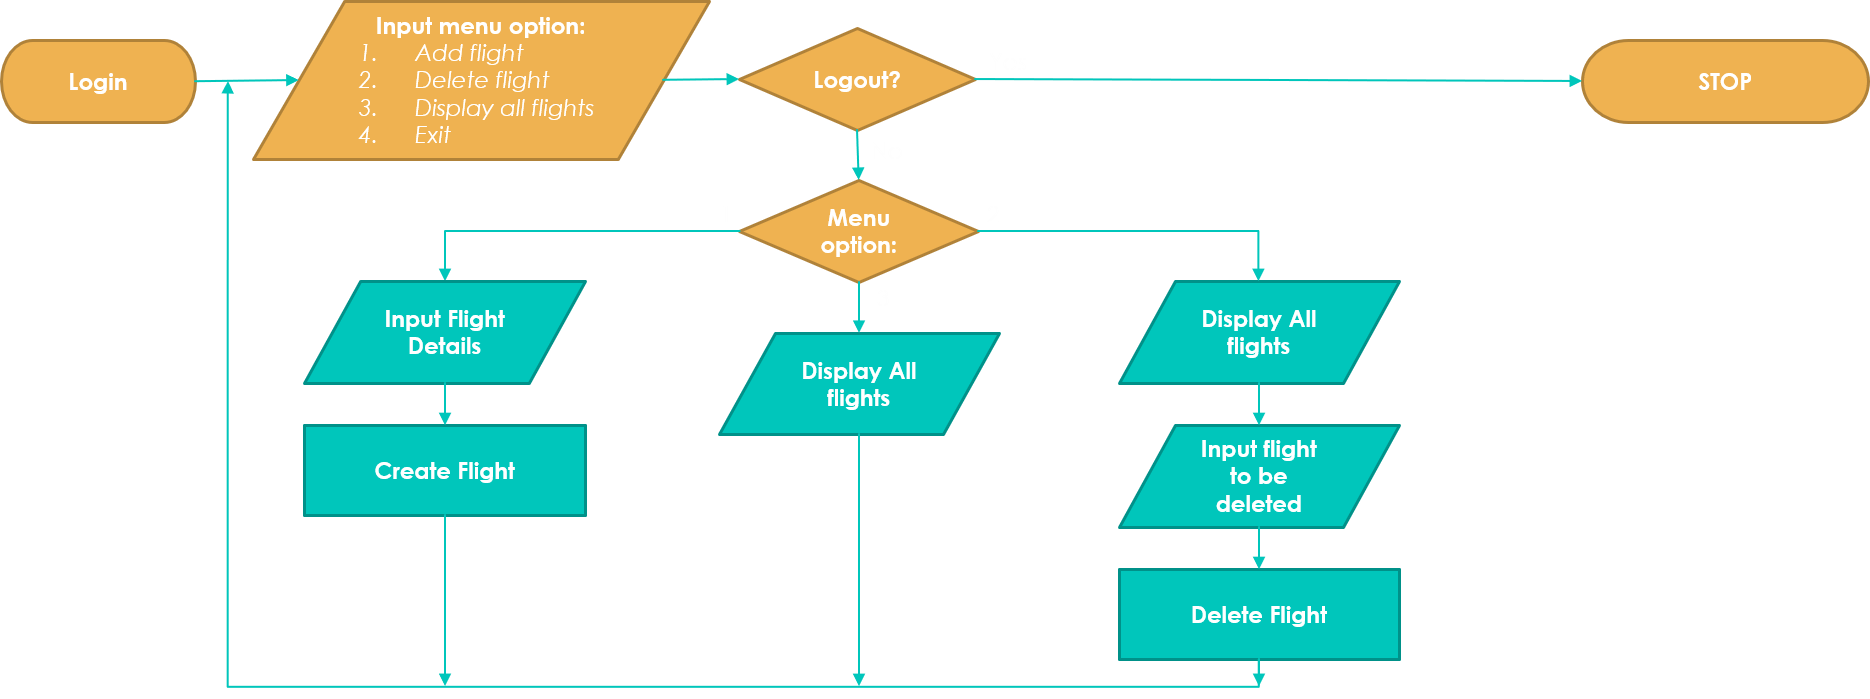 Login
Input menu option:
1. Add flight
2. Delete flight
3. Display all flights
4. Exit
Logout?
STOP
Menu
option:
Input Flight
Details
Display All
flights
Display All
flights
Create Flight
Input flight
to be
deleted
Delete Flight